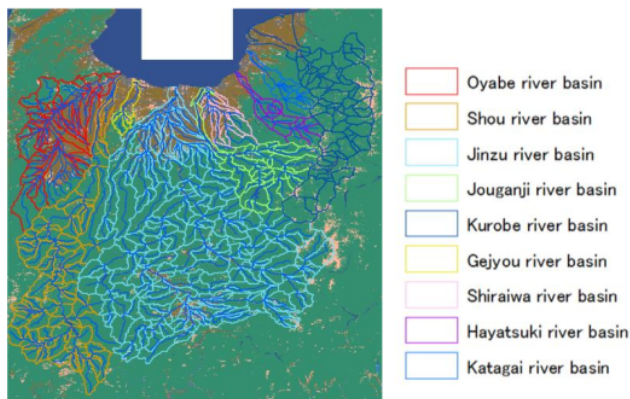 Oyabe river basin
Shou river basin
Jinzu river basin
Jouganji river basin
Kurobe river basin
Gejyou river basin
Shiraiwa river basin
Hayatsuki river basin
Katagai river basin